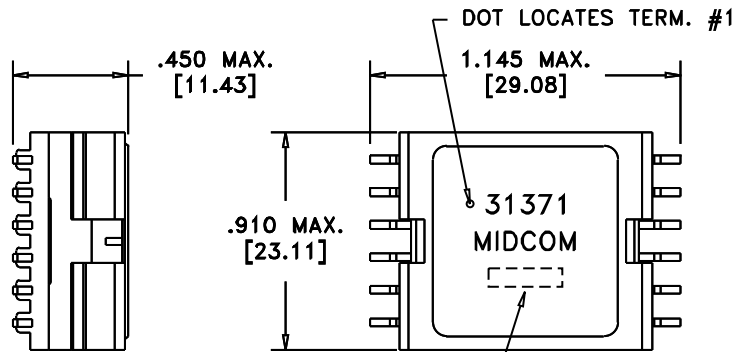 DOT LOCATES TERM. #1
.450 MAX.
[11.43]
1.145 MAX.
[29.08]
.910 MAX.
[23.11]
31371
MIDCOM